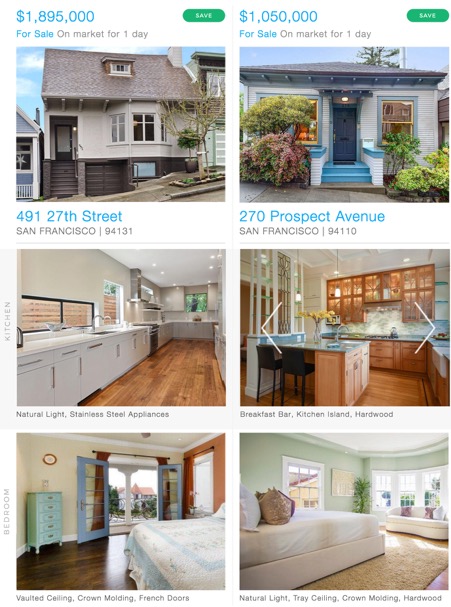 $1,895,000
SAVE
For Sale On market for 1 day
$1,050,000
SAVE
For Sale On market for 1 day
491 27th Street
SAN FRANCISCO | 94131
270 Prospect Avenue
SAN FRANCISCO | 94110
KITCHEN
Natural Light, Stainless Steel Appliances
Breakfast Bar, Kitchen Island, Hardwood
BEDROOM
Vaulted Ceiling, Crown Molding, French Doors
Natural Light, Tray Ceiling, Crown Molding, Hardwood